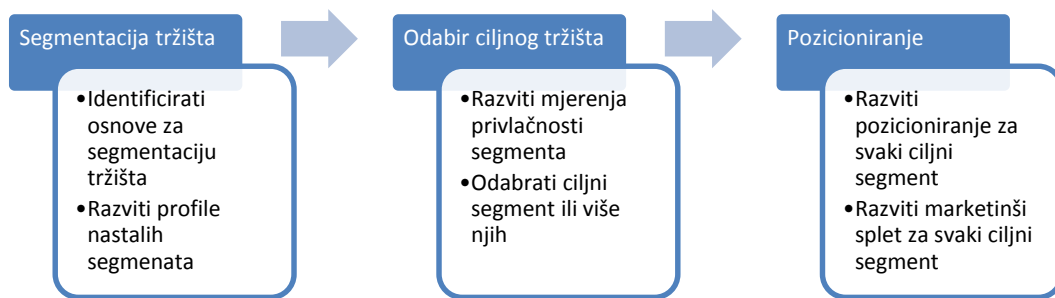 Segmentacija tržišta
•Identificirati
osnove za
segmentaciju
tržišta
•Razviti profile
nastalih
segmenata
Odabir ciljnog tržišta
•Razviti mjerenja
privlačnosti
segmenta
•Odabrati ciljni
segment ili više
njih
Pozicioniranje
•Razviti
pozicioniranje za
svaki ciljni
segment
•Razviti marketinši
splet za svaki ciljni
segment